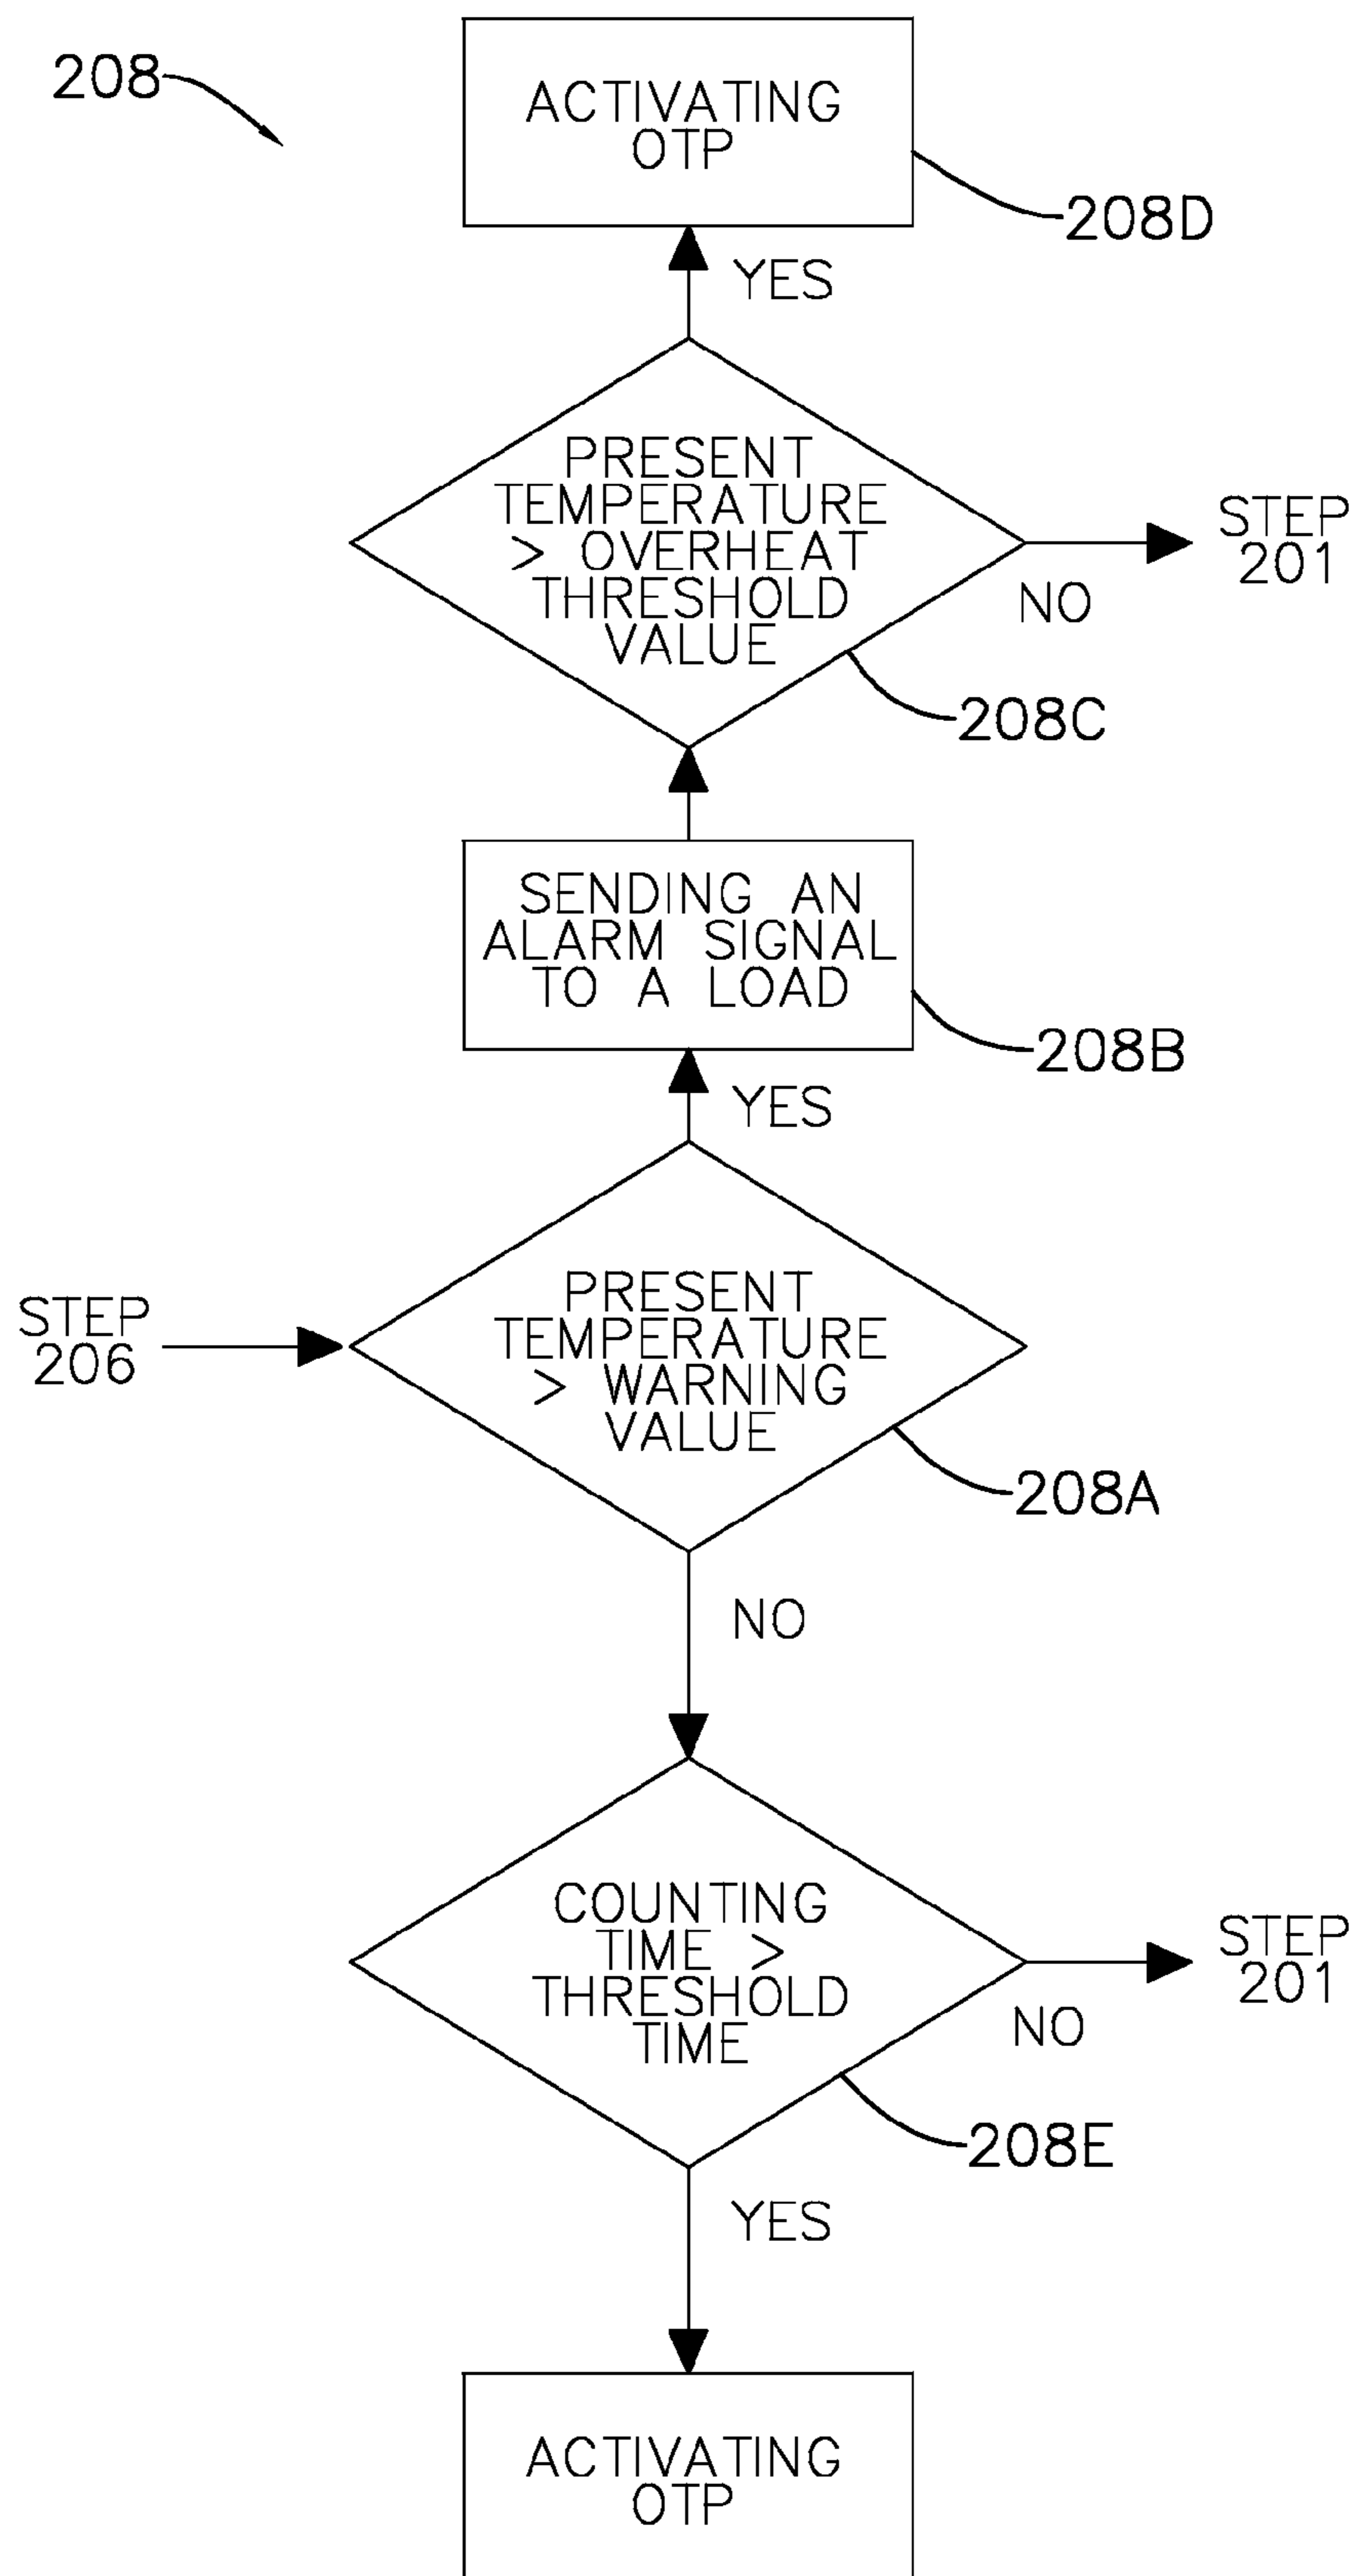 208
ACTIVATING
OTP
208D
YES
PRESENT
TEMPERATURE
> OVERHEAT
THRESHOLD
VALUE
STEP
201
NO
208C
SENDING AN
ALARM SIGNAL
TO A LOAD
208B
YES
STEP
206
PRESENT
TEMPERATURE
> WARNING
VALUE
208A
NO
COUNTING
TIME >
THRESHOLD
TIME
STEP
201
NO
208E
YES
ACTIVATING
OTP